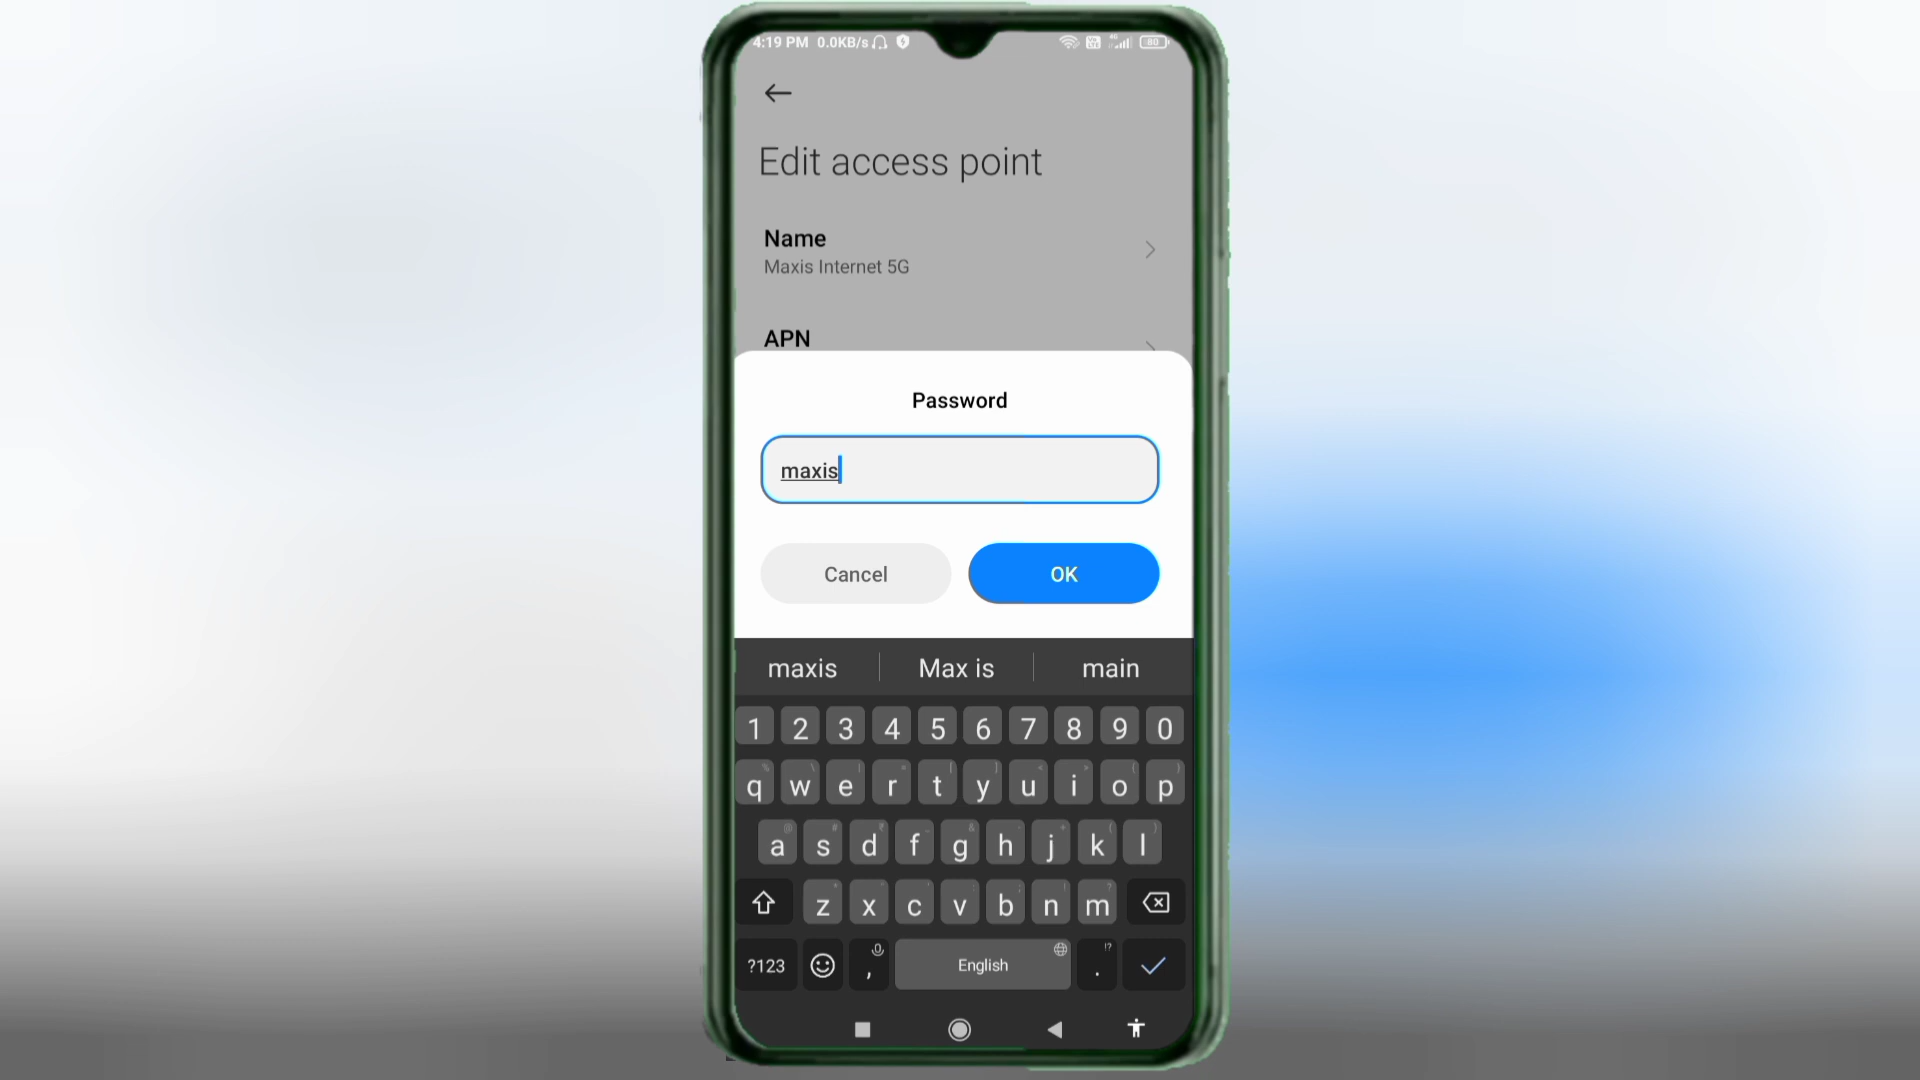 4:19 PM 0.0KB/s 80
Edit access point
Name
Maxis Internet 5G
APN
Password
maxis
Cancel OK
maxis Max is main
1 2 3 4 5 6 7 8 9 0
q w e r t y u i o p
a s d f g h j k l
z x c v b n m
?123 , English .